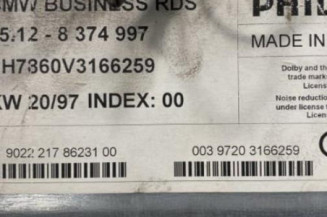 BUSINESS RDS
5.12 - 8 374 997
MADE IN
H7360V3166259
Dolby and the
trade mark
Licens
KW 20/97 INDEX: 00
Noise reductio
under license f
Licen
9022 217 86231 00
003 9720 3166259